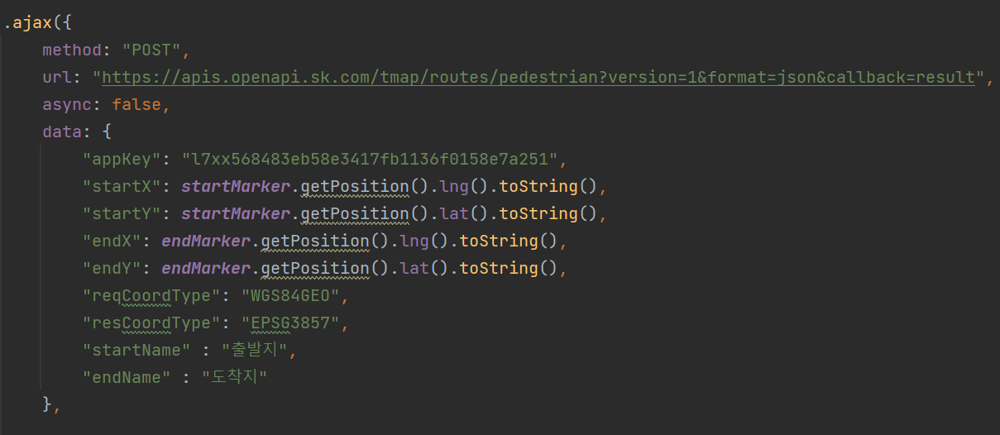 .ajax({
method: "POST",
url: "https://apis.openapi.sk.com/tmap/routes/pedestrian?version=1&format=json&callback=result",
async: false,
data: {
"appKey": "l7xx568483eb58e3417fb1136f0158e7a251",
"startX": startMarker.getPosition().lng().toString(),
"startY": startMarker.getPosition().lat().toString(),
"endX": endMarker.getPosition().lng().toString(),
"endY": endMarker.getPosition().lat().toString(),
"reqCoordType": "WGS84GEO",
"resCoordType": "EPSG3857",
"startName" : "출발지",
"endName" : "도착지"
},